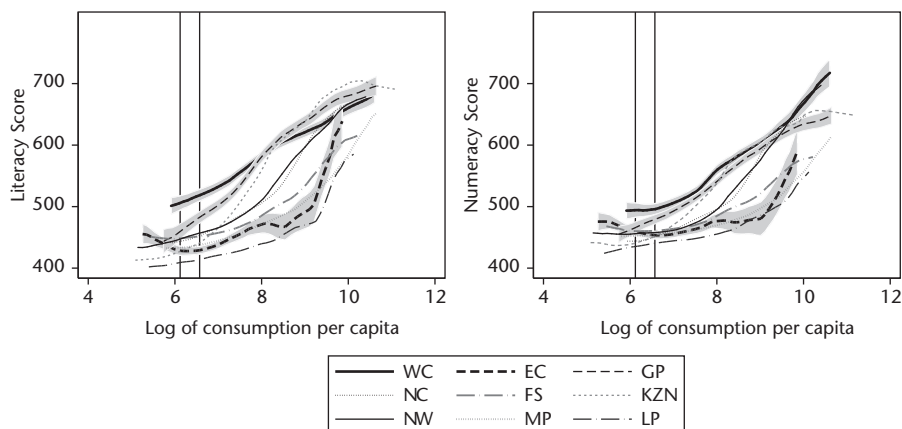 Literacy Score
700
600
500
400
4 6 8 10 12
Log of consumption per capita
Numeracy Score
700
600
500
400
4 6 8 10 12
Log of consumption per capita
WC EC GP
NC FS KZN
NW MP LP